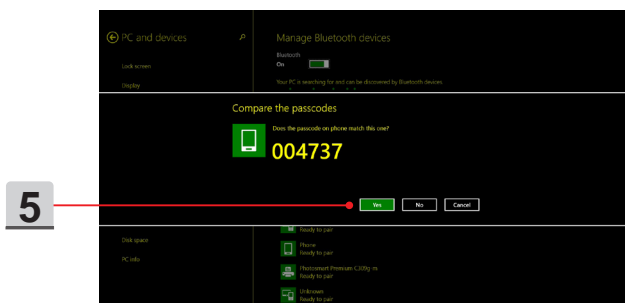 PC and devices
Lock screen
Display
Manage Bluetooth devices
Bluetooth
On
Your PC is searching for and can be discovered by Bluetooth devices
Compare the passcodes
Does the passcode on phone match this one?
004737
Yes
No
Cancel
5
Disk space
PC info
Ready to pair
Phone
Ready to pair
Photosmart Premium C309g-m
Ready to pair
Unknown
Ready to pair